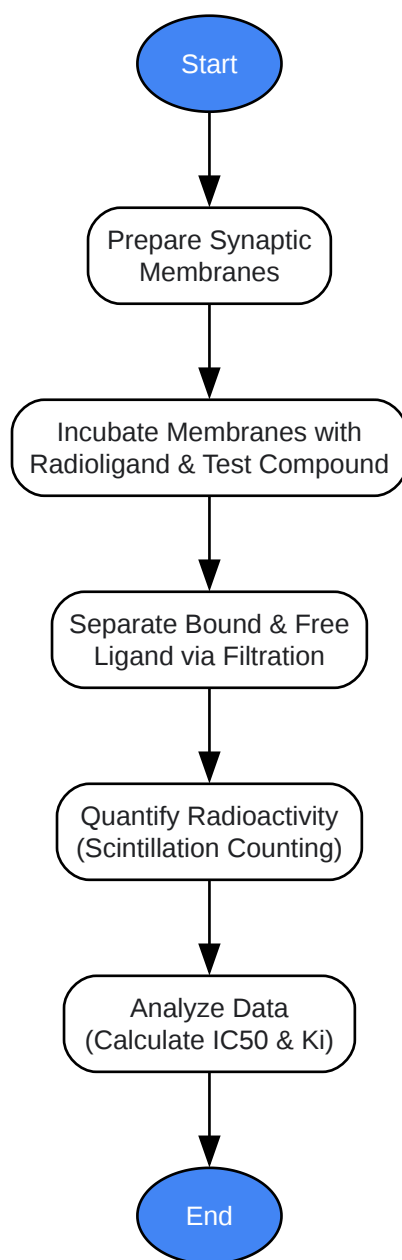 Start
Prepare Synaptic
Membranes
Incubate Membranes with
Radioligand & Test Compound
Separate Bound & Free
Ligand via Filtration
Quantify Radioactivity
(Scintillation Counting)
Analyze Data
(Calculate IC50 & Ki)
End